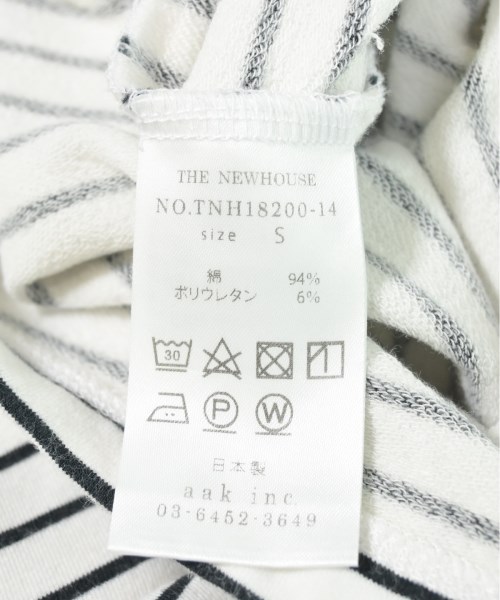 THE NEWHOUSE
NO.TNH18200-14
size S
綿 94%
ポリウレタン 6%
30
P W
日本製
aak inc.
03-6452-3649